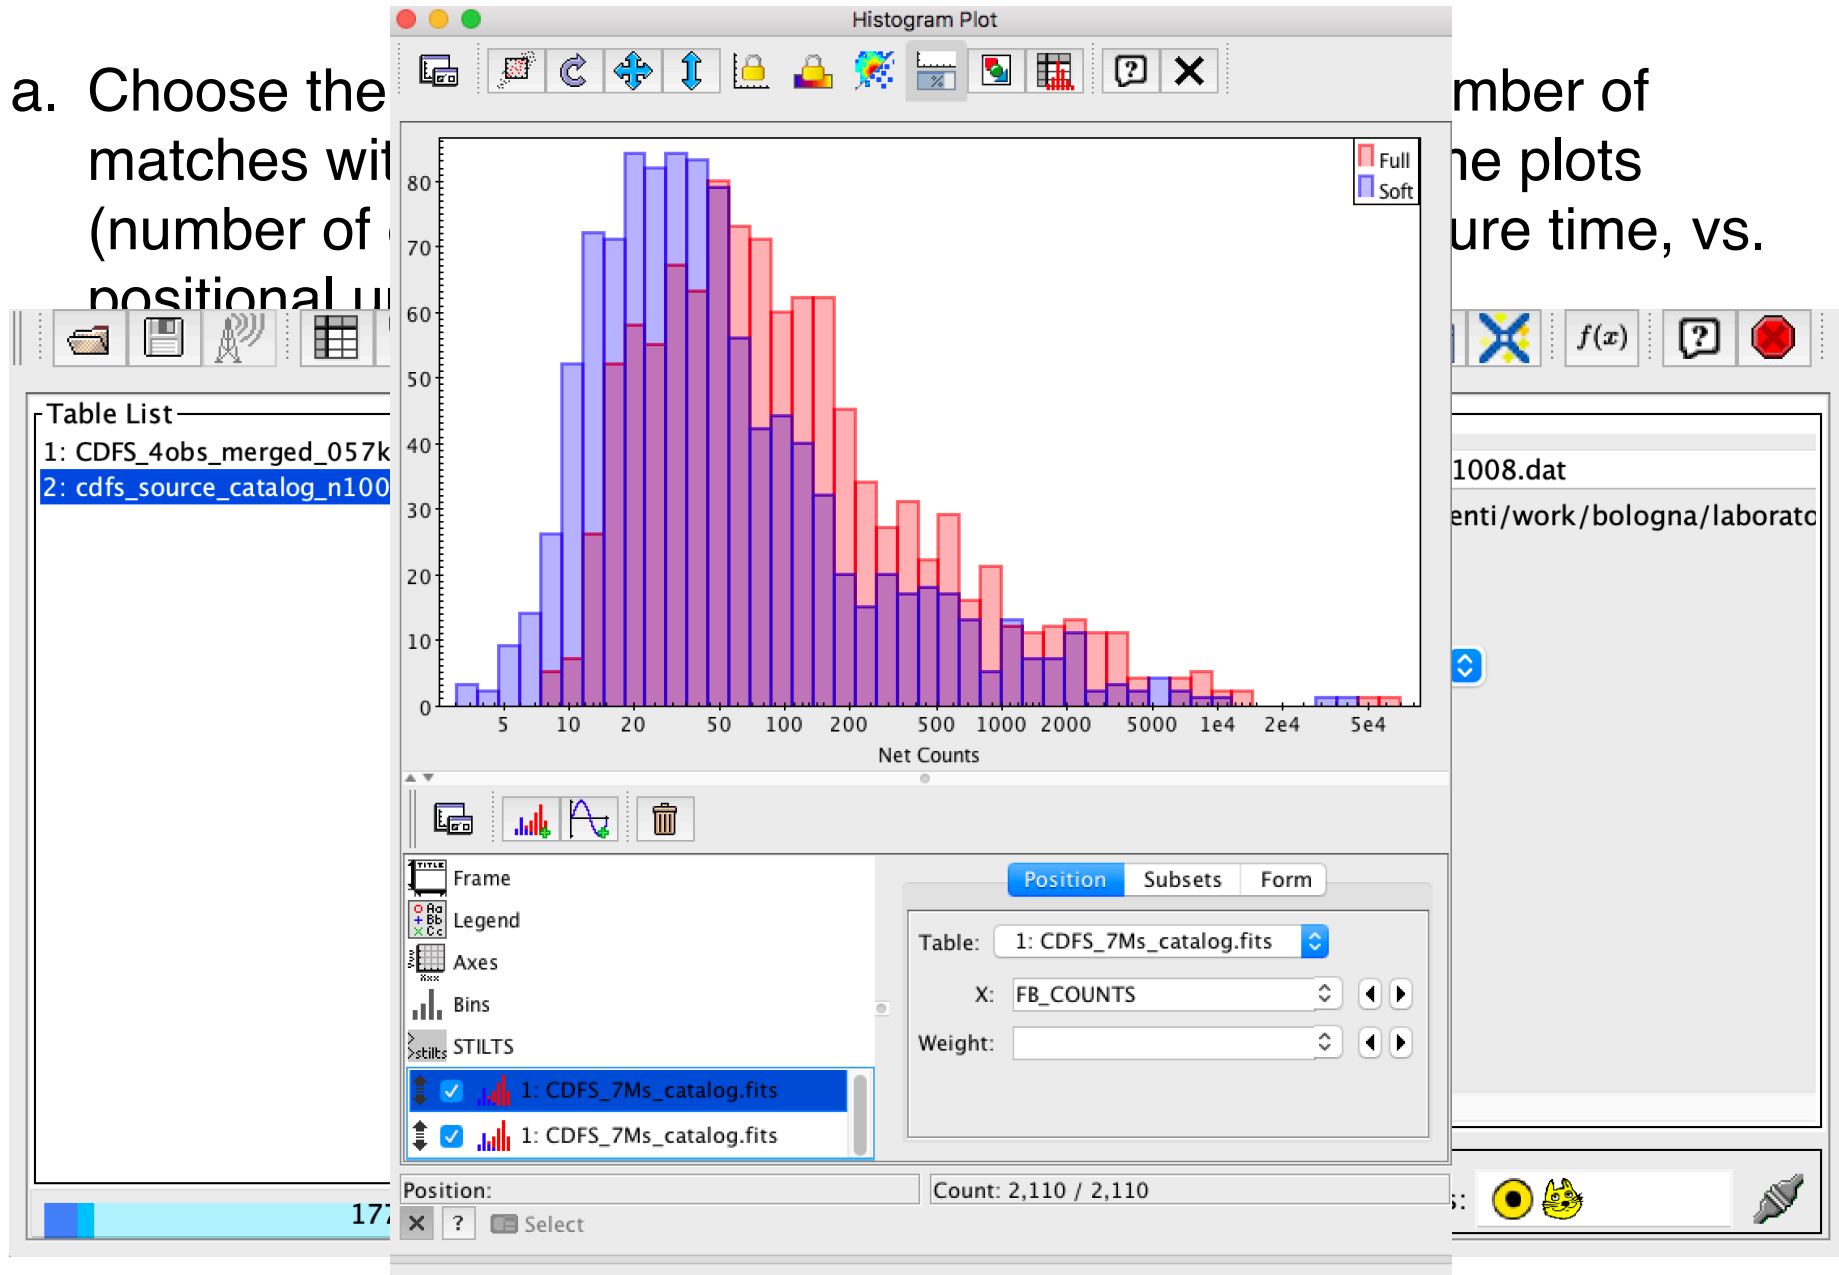 Histogram Plot
a. Choose the
mber of
matches
ne plots
(number of
ure time, vs.
positional
Full
Soft
80
70
60
50
40
30
20
10
0
5 10 20 50 100 200 500 1000 2000 5000 1e4 2e4 5e4
Net Counts
f(x)
Table List
1: CDFS_4obs_merged_057k
2: cdfs_source_catalog_n100
1008.dat
enti/work/bologna/laborato
Frame
Legend
Axes
Bins
STILTS
1: CDFS_7Ms_catalog.fits
1: CDFS_7Ms_catalog.fits
Position Subsets Form
Table: 1: CDFS_7Ms_catalog.fits
X: FB_COUNTS
Weight:
Position:
Count: 2,110 / 2,110
177
Select